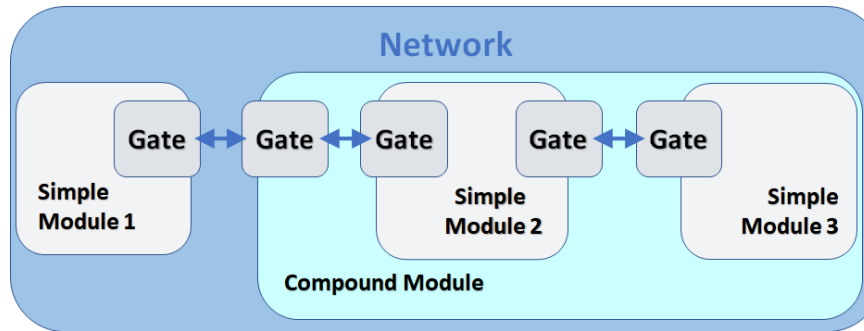 Network
Gate Gate Gate Gate Gate
Simple
Module 1
Simple
Module 2
Simple
Module 3
Compound Module